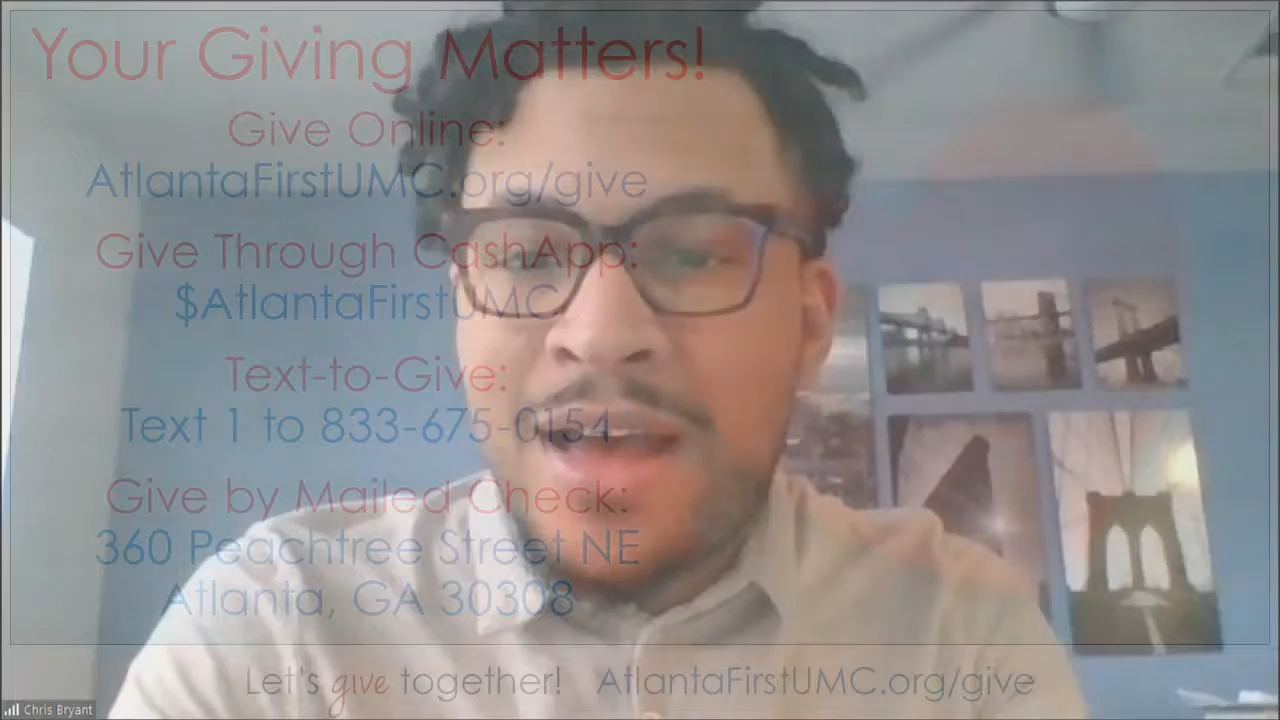 Your Giving Matters!
Give Online:
AtlantaFirstUMC.org/give
Give Through CashApp:
$AtlantaFirstUMC
Text-to-Give:
Text 1 to 833-675-0154
Give by Mailed Check:
360 Peachtree Street NE
Atlanta, GA 30308
Let's give together! AtlantaFirstUMC.org/give
Chris Bryant